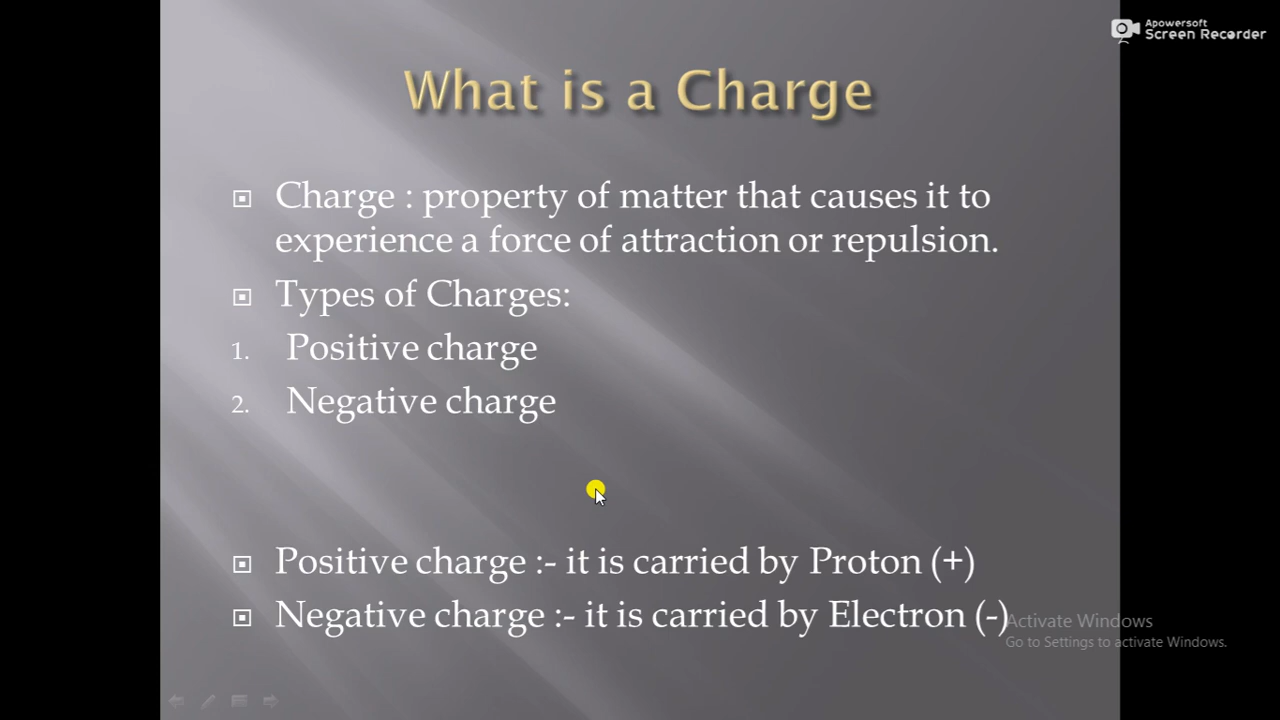 Apowersoft
Screen Recorder
What is a Charge
Charge : property of matter that causes it to
experience a force of attraction or repulsion.
Types of Charges:
1. Positive charge
2. Negative charge
Positive charge :- it is carried by Proton (+)
Negative charge :- it is carried by Electron (-)
Activate Windows
Go to Settings to activate Windows.